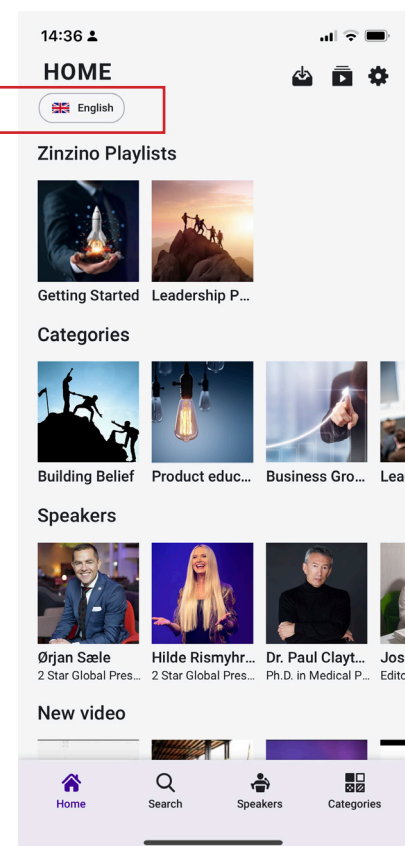 14:36
HOME
English
Zinzino Playlists
Getting Started
Leadership P...
Categories
Building Belief
Product educ...
Business Gro...
Lea
Speakers
Ørjan Sæle
2 Star Global Pres...
Hilde Rismyhr...
2 Star Global Pres...
Dr. Paul Clayt...
Ph.D. in Medical P...
Jos
Edito
New video
Home
Search
Speakers
Categories